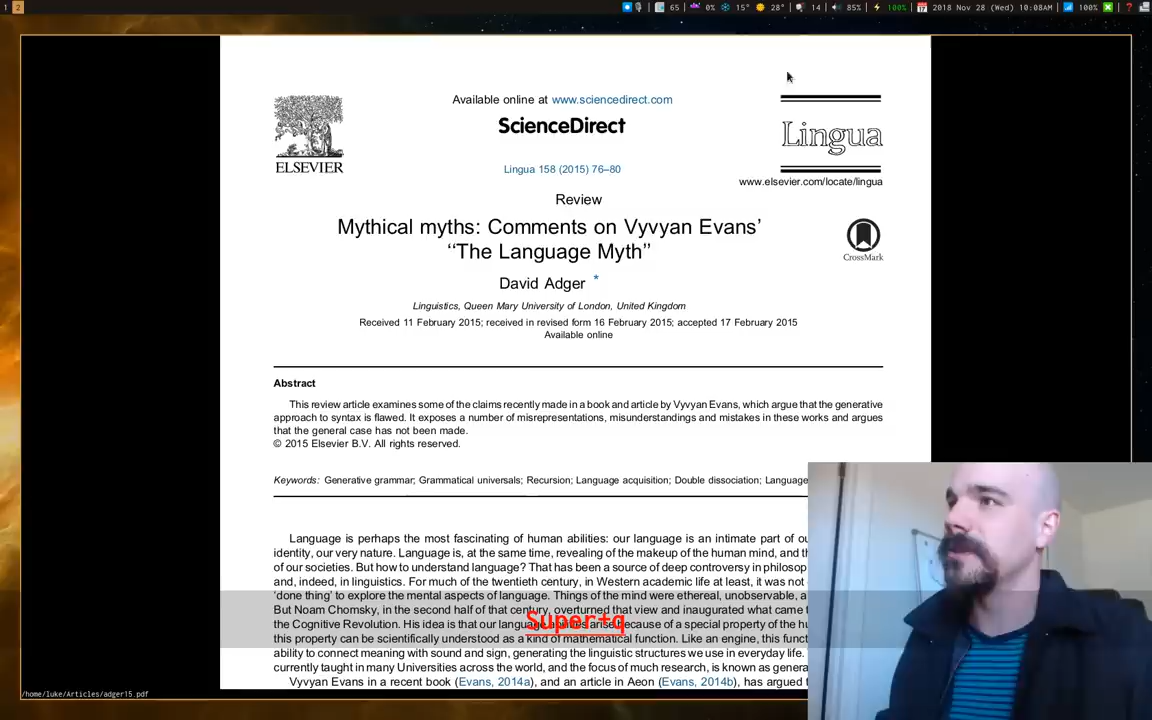 1 2
65 0% 15° 28° 14 85% 100% 2018 Nov 28 (Wed) 10:08AM 100%
Available online at www.sciencedirect.com
ScienceDirect
ELSEVIER
Lingua
Lingua 158 (2015) 76–80
www.elsevier.com/locate/lingua
Review
Mythical myths: Comments on Vyvyan Evans'
‘‘The Language Myth’’
CrossMark
David Adger *
Linguistics, Queen Mary University of London, United Kingdom
Received 11 February 2015; received in revised form 16 February 2015; accepted 17 February 2015
Available online
Abstract
This review article examines some of the claims recently made in a book and article by Vyvyan Evans, which argue that the generative
approach to syntax is flawed. It exposes a number of misrepresentations, misunderstandings and mistakes in these works and argues
that the general case has not been made.
© 2015 Elsevier B.V. All rights reserved.
Keywords: Generative grammar; Grammatical universals; Recursion; Language acquisition; Double dissociation; Language
Language is perhaps the most fascinating of human abilities: our language is an intimate part of
identity, our very nature. Language is, at the same time, revealing of the makeup of the human mind, and
of our societies. But how to understand language? That has been a source of deep controversy in
and, indeed, in linguistics. For much of the twentieth century, in Western academic life at least, it was not
‘done thing’ to explore the mental aspects of language. Things of the mind were ethereal, unobservable,
But Noam Chomsky, in the second half of that century, overturned that view and inaugurated what came
the Cognitive Revolution. His idea is that our language because of a special property of the
Super+q
this property can be scientifically understood as a kind of mathematical function. Like an engine, this
ability to connect meaning with sound and sign, generating the linguistic structures we use in everyday life.
currently taught in many Universities across the world, and the focus of much research, is known as
Vyvyan Evans in a recent book (Evans, 2014a), and an article in Aeon (Evans, 2014b), has argued
/home/luke/Articles/adger15.pdf